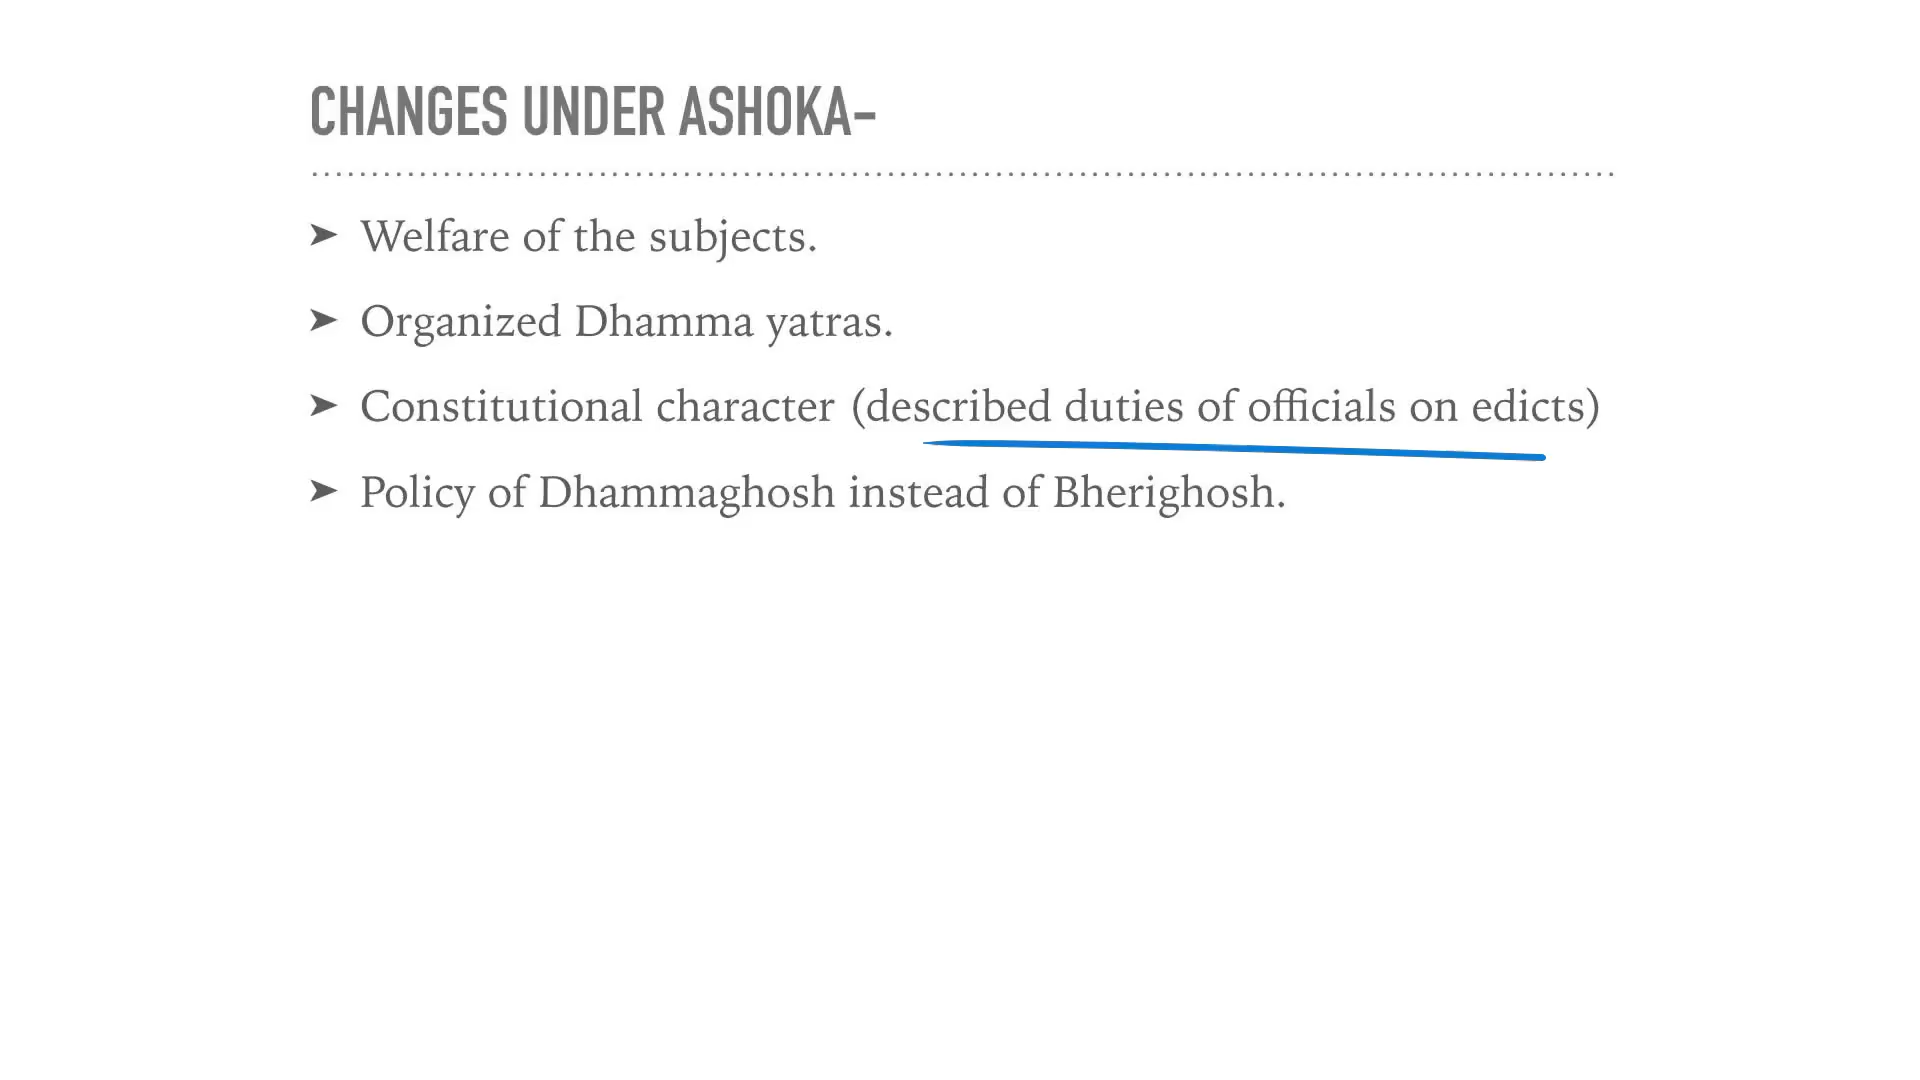 CHANGES UNDER ASHOKA-
➤ Welfare of the subjects.
➤ Organized Dhamma yatras.
➤ Constitutional character (described duties of officials on edicts)
➤ Policy of Dhammaghosh instead of Bherighosh.